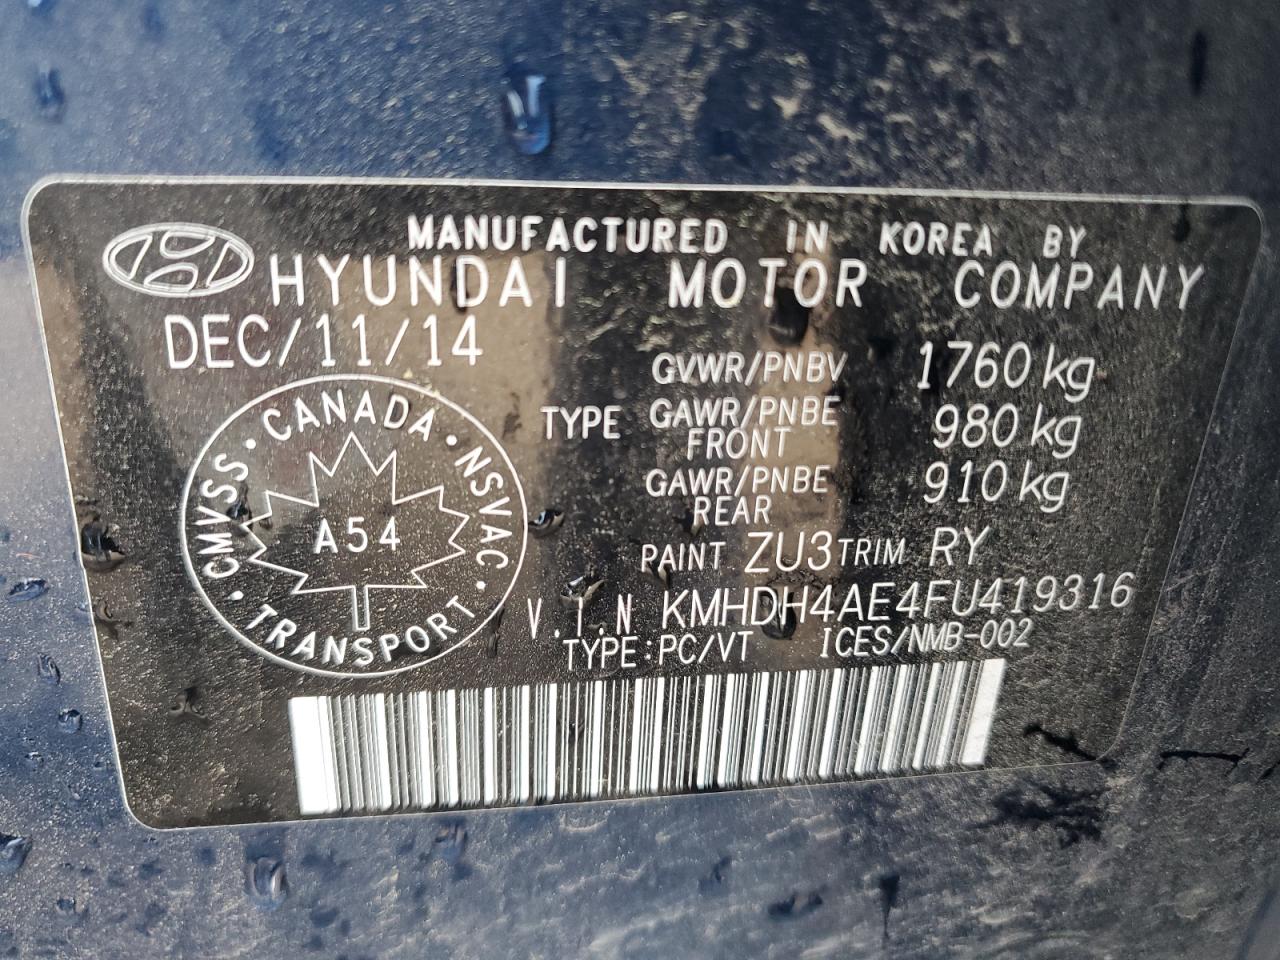 MANUFACTURED IN KOREA BY
HYUNDAI MOTOR COMPANY
DEC/11/14
GVWR/PNBV 1760 kg
TYPE GAWR/PNBE FRONT 980 kg
GAWR/PNBE REAR 910 kg
PAINT ZU3 TRIM RY
V.I.N KMHDH4AE4FU419316
TYPE:PC/VT ICES/NMB-002
CMVSS · CANADA · NSVAC · TRANSPORT ·
A54